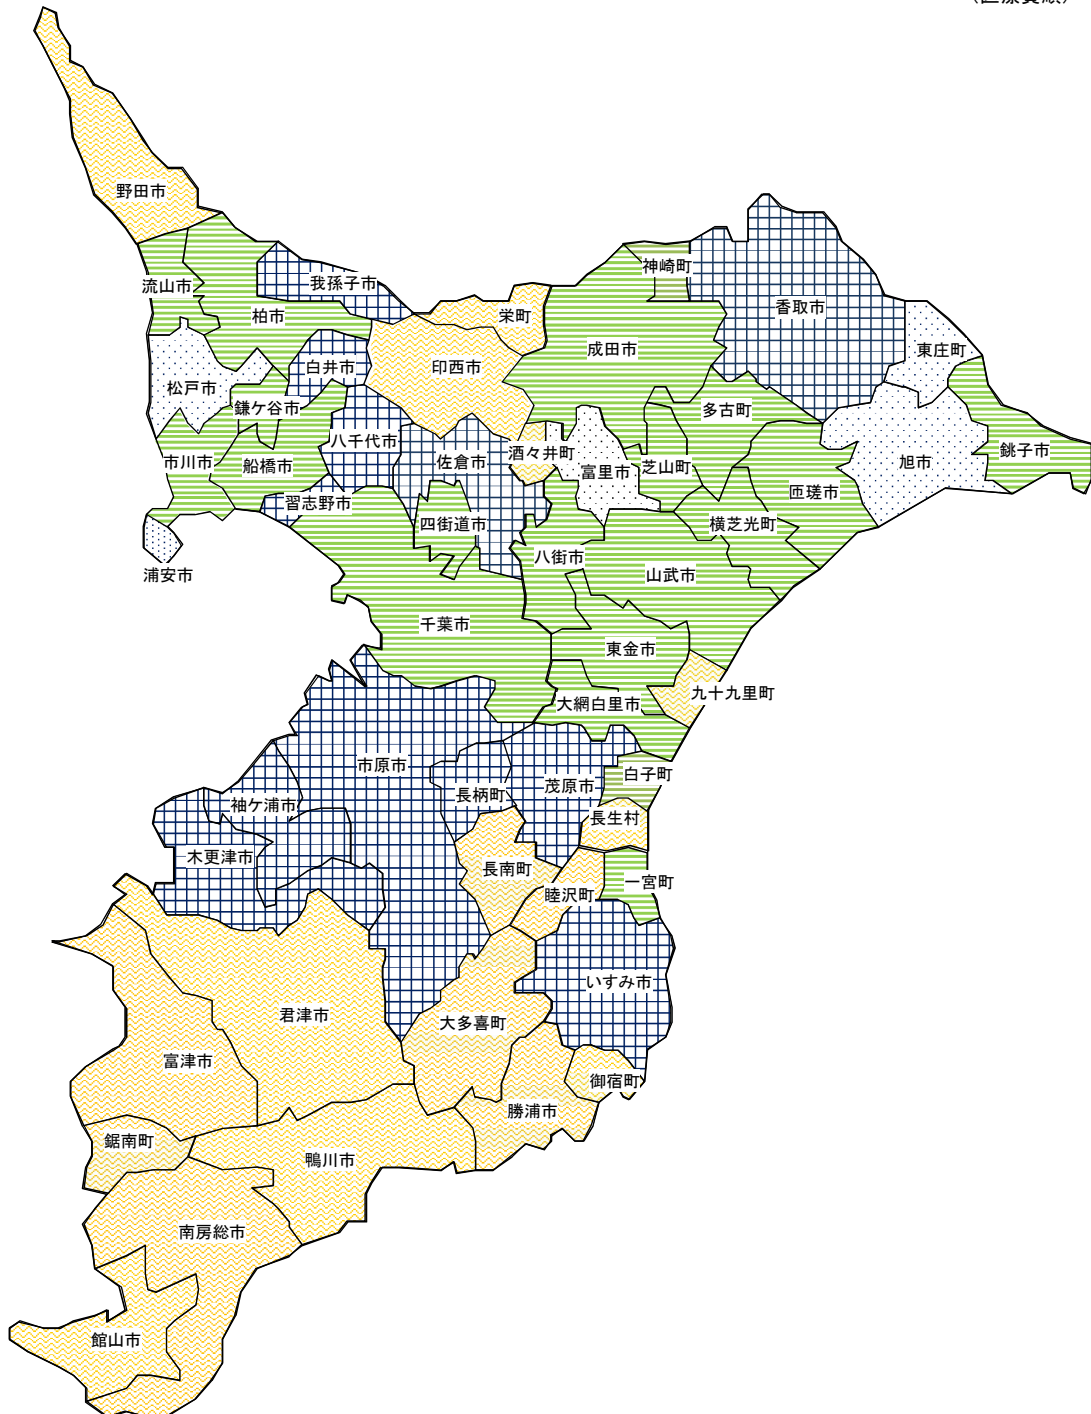 野田市
神崎町
流山市
我孫子市
香取市
柏市
栄町
成田市
東庄町
白井市
印西市
松戸市
鎌ケ谷市
多古町
八千代市
酒々井町
銚子市
市川市
船橋市
佐倉市
富里市
芝山町
旭市
習志野市
匝瑳市
四街道市
横芝光町
八街市
浦安市
山武市
千葉市
東金市
九十九里町
大網白里市
市原市
白子町
長柄町
茂原市
袖ケ浦市
長生村
木更津市
長南町
一宮町
睦沢町
いすみ市
君津市
大多喜町
富津市
御宿町
勝浦市
鋸南町
鴨川市
南房総市
館山市